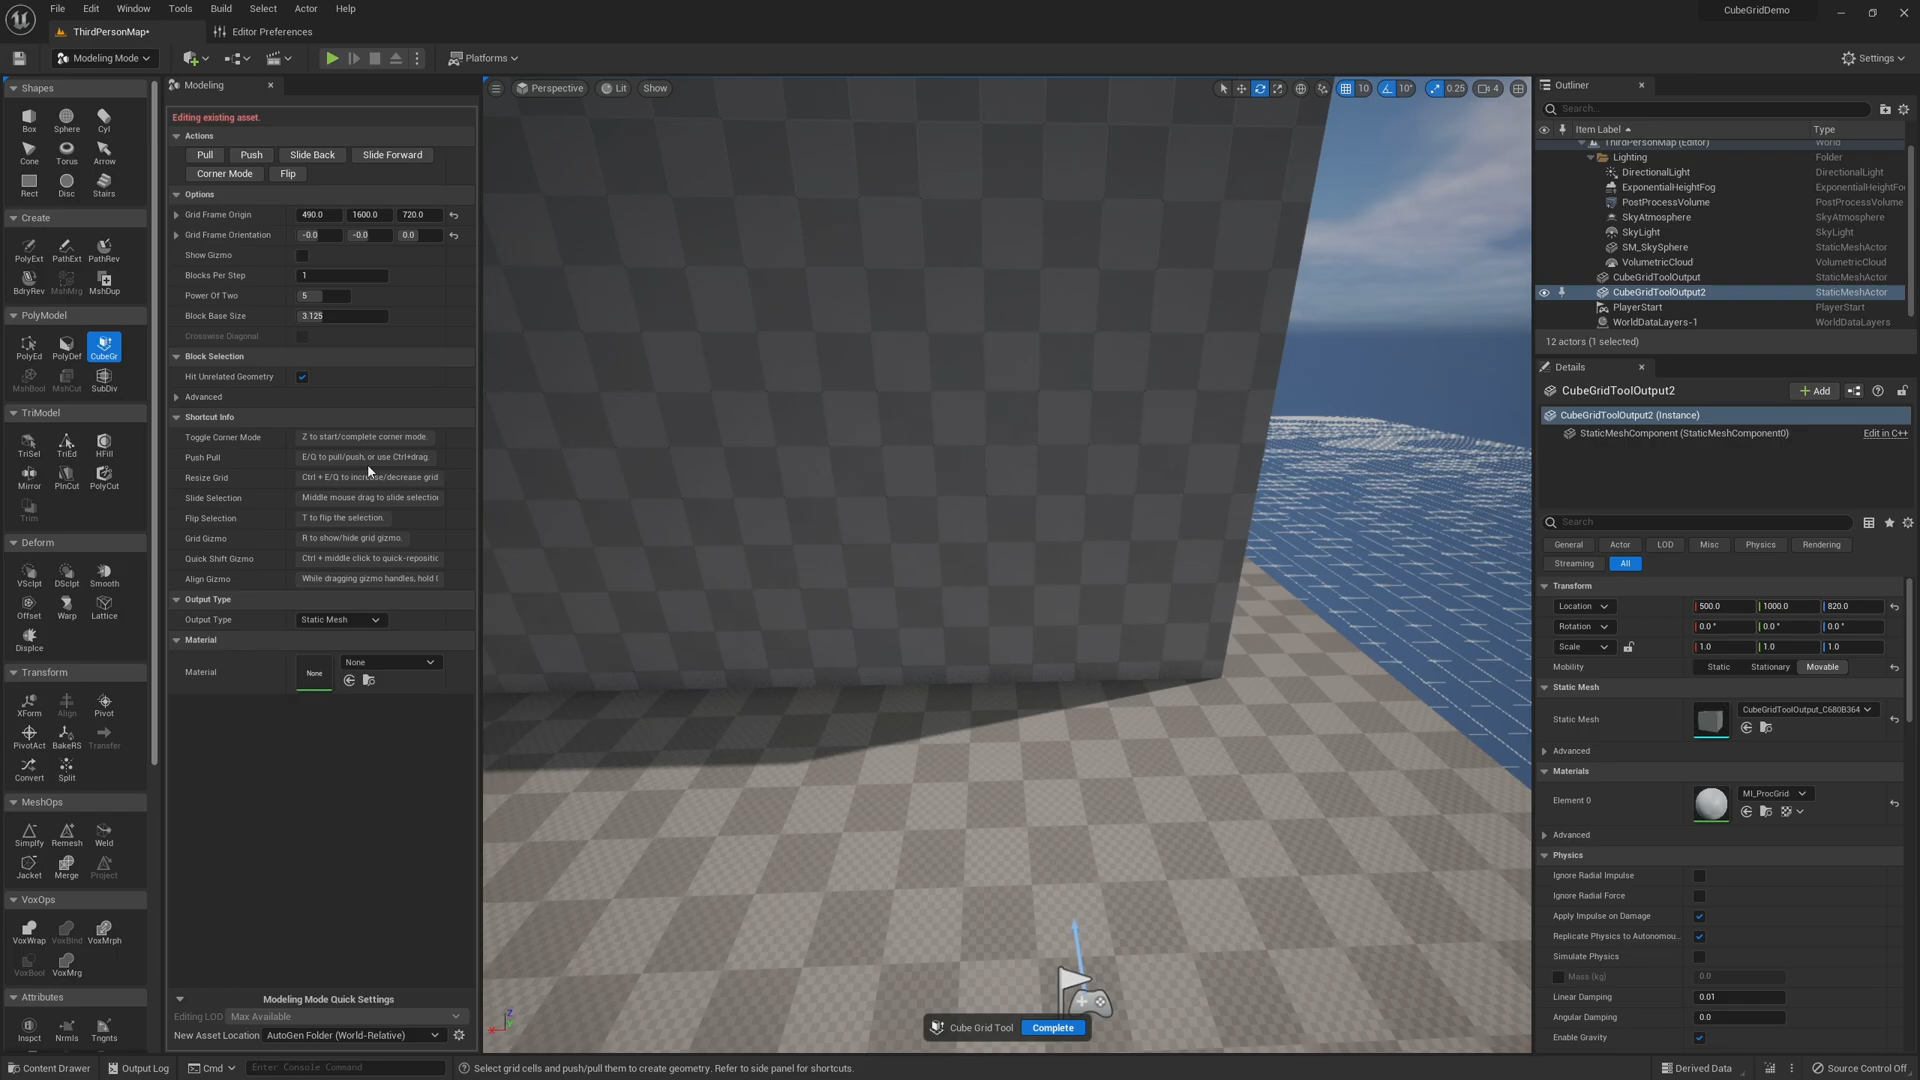 File Edit Window Tools Build Select Actor Help
CubeGridDemo
ThirdPersonMap*
Editor Preferences
Modeling Mode
Platforms
Settings
Shapes
Box Sphere Cyl
Cone Torus Arrow
Rect Disc Stairs
Create
PolyExt PathExt PathRev
BdryRev MshMrg MshDup
PolyModel
PolyEd PolyDef CubeGr
MshBool MshCut SubDiv
TriModel
TriSel TriEd HFill
Mirror PlnCut PolyCut
Trim
Deform
VSclpt DSclpt Smooth
Offset Warp Lattice
Displce
Transform
XForm Align Pivot
PivotAct BakeRS Transfer
Convert Split
MeshOps
Simplfy Remesh Weld
Jacket Merge Project
VoxOps
VoxWrap VoxBlnd VoxMrph
VoxBool VoxMrg
Attributes
Inspct Nrmls Tngnts
Modeling
Editing existing asset.
Actions
Pull Push Slide Back Slide Forward
Corner Mode Flip
Options
Grid Frame Origin 490.0 1600.0 720.0
Grid Frame Orientation -0.0 -0.0 0.0
Show Gizmo
Blocks Per Step 1
Power Of Two 5
Block Base Size 3.125
Crosswise Diagonal
Block Selection
Hit Unrelated Geometry
Advanced
Shortcut Info
Toggle Corner Mode Z to start/complete corner mode.
Push Pull E/Q to pull/push, or use Ctrl+drag.
Resize Grid Ctrl + E/Q to increase/decrease grid
Slide Selection Middle mouse drag to slide selection
Flip Selection T to flip the selection.
Grid Gizmo R to show/hide grid gizmo.
Quick Shift Gizmo Ctrl + middle click to quick-repositic
Align Gizmo While dragging gizmo handles, hold (
Output Type
Output Type Static Mesh
Material
Material None None
Modeling Mode Quick Settings
Editing LOD Max Available
New Asset Location AutoGen Folder (World-Relative)
Perspective Lit Show
10 10° 0.25 4
Cube Grid Tool Complete
Outliner
Search...
Item Label Type
ThirdPersonMap (Editor) World
Lighting Folder
DirectionalLight DirectionalLight
ExponentialHeightFog ExponentialHeightFo
PostProcessVolume PostProcessVolume
SkyAtmosphere SkyAtmosphere
SkyLight SkyLight
SM_SkySphere StaticMeshActor
VolumetricCloud VolumetricCloud
CubeGridToolOutput StaticMeshActor
CubeGridToolOutput2 StaticMeshActor
PlayerStart PlayerStart
WorldDataLayers-1 WorldDataLayers
12 actors (1 selected)
Details
CubeGridToolOutput2
Add
CubeGridToolOutput2 (Instance)
StaticMeshComponent (StaticMeshComponent0) Edit in C++
Search
General Actor LOD Misc Physics Rendering
Streaming All
Transform
Location 500.0 1000.0 820.0
Rotation 0.0 ° 0.0 ° 0.0 °
Scale 1.0 1.0 1.0
Mobility Static Stationary Movable
Static Mesh
Static Mesh CubeGridToolOutput_C680B364
Advanced
Materials
Element 0 MI_ProcGrid
Advanced
Physics
Ignore Radial Impulse
Ignore Radial Force
Apply Impulse on Damage
Replicate Physics to Autonomou...
Simulate Physics
Mass (kg) 0.0
Linear Damping 0.01
Angular Damping 0.0
Enable Gravity
Content Drawer Output Log Cmd Enter Console Command
Select grid cells and push/pull them to create geometry. Refer to side panel for shortcuts.
Derived Data Source Control Off